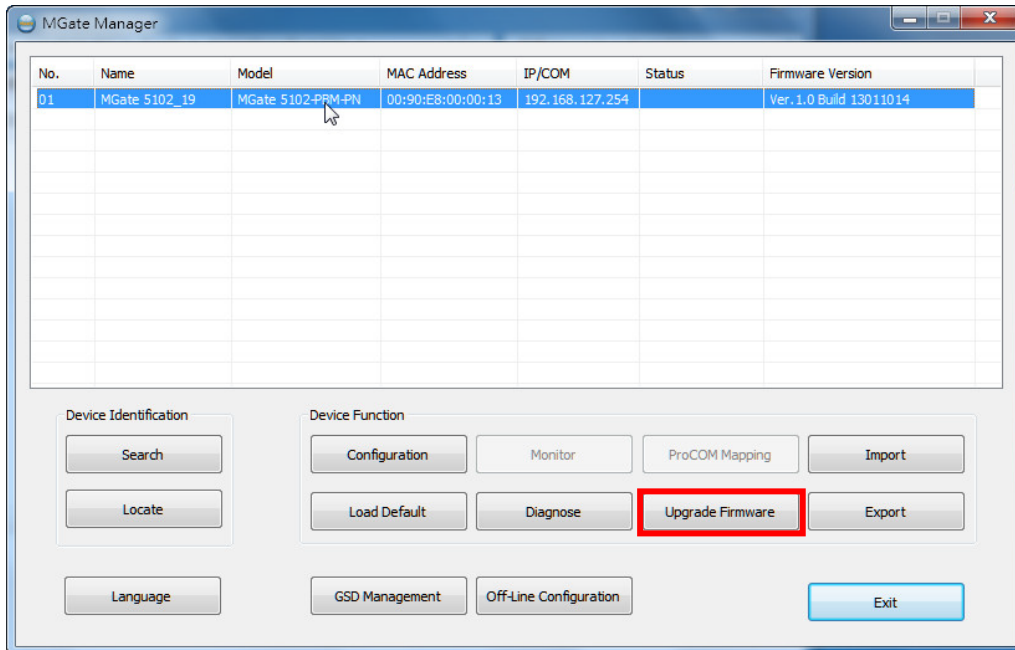 MGate Manager
No. Name Model MAC Address IP/COM Status Firmware Version
01 MGate 5102_19 MGate 5102-PBM-PN 00:90:E8:00:00:13 192.168.127.254 Ver.1.0 Build 13011014
Device Identification Device Function
Search Configuration Monitor ProCOM Mapping Import
Locate Load Default Diagnose Upgrade Firmware Export
Language GSD Management Off-Line Configuration Exit